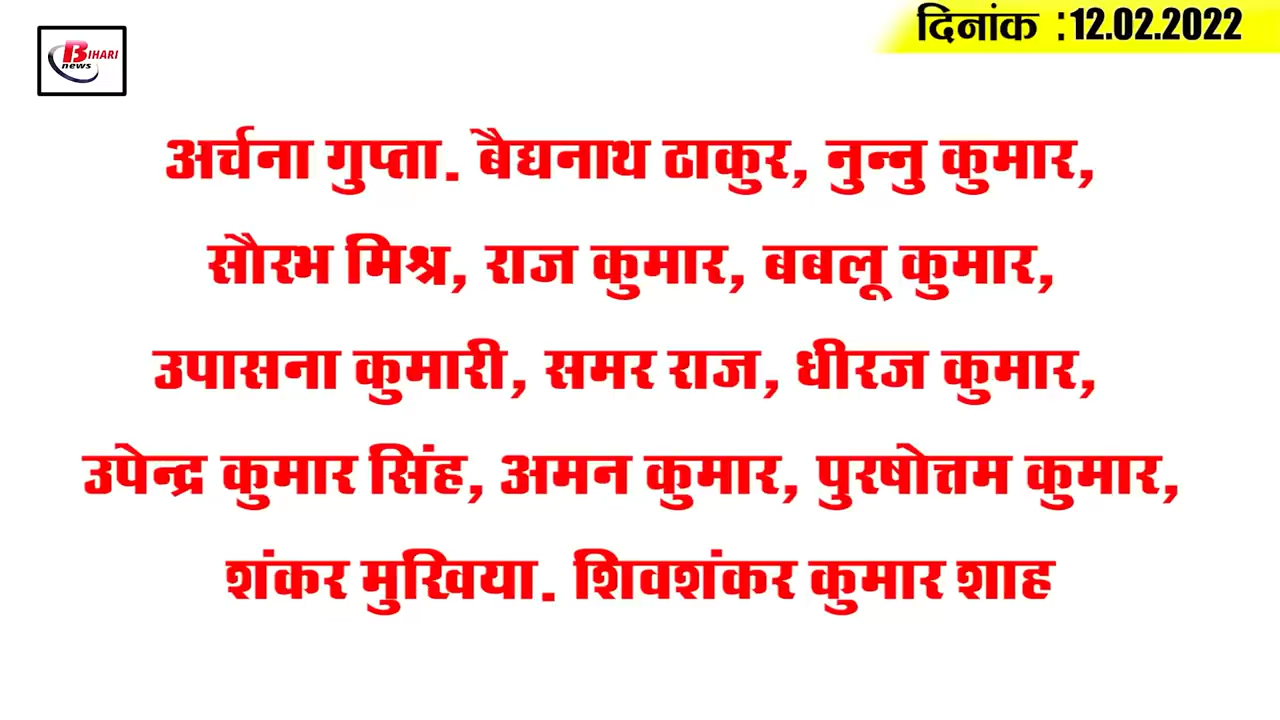 BIHARI
news
दिनांक :12.02.2022
अर्चना गुप्ता. बैद्यनाथ ठाकुर, नुन्नु कुमार,
सौरभ मिश्र, राज कुमार, बबलू कुमार,
उपासना कुमारी, समर राज, धीरज कुमार,
उपेन्द्र कुमार सिंह, अमन कुमार, पुरषोत्तम कुमार,
शंकर मुखिया. शिवशंकर कुमार शाह